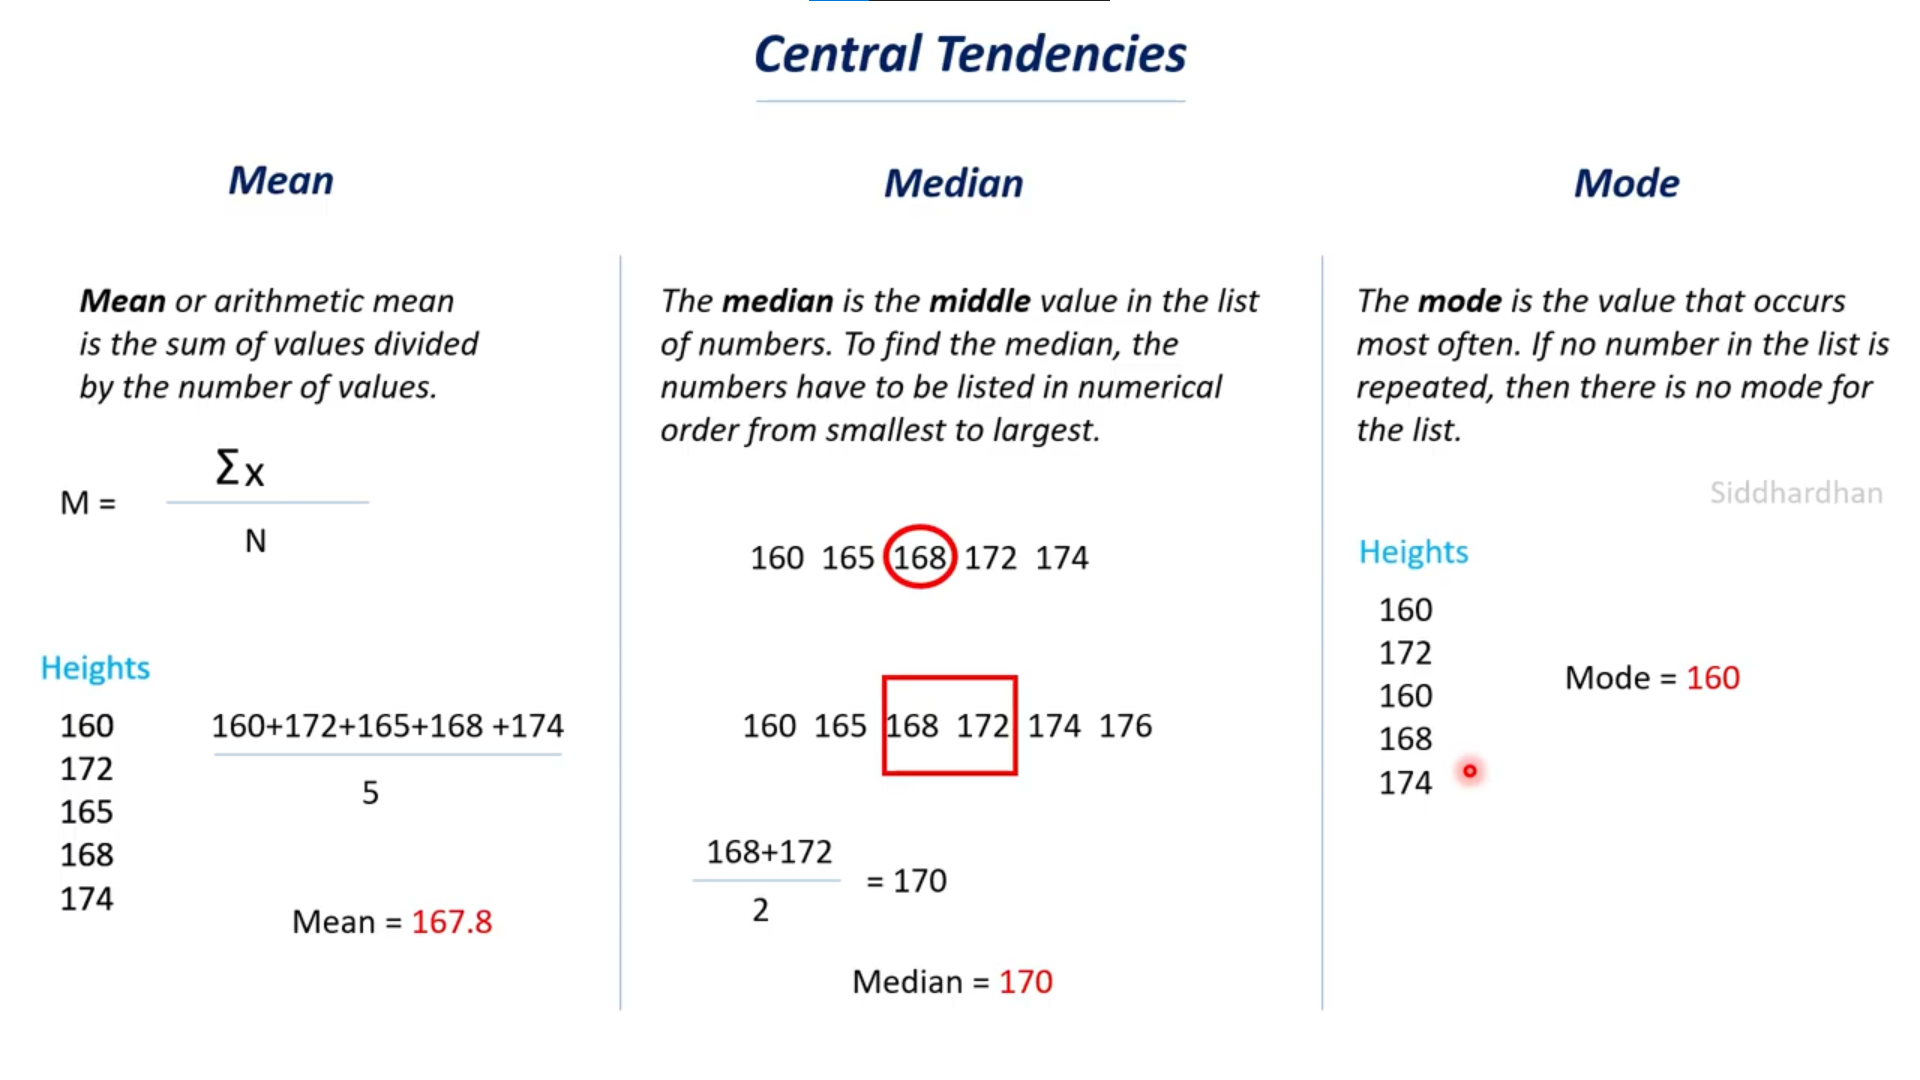 Central Tendencies
Mean
Mean or arithmetic mean
is the sum of values divided
by the number of values.
M =
Σx
N
Heights
160
172
165
168
174
160+172+165+168 +174
5
Mean = 167.8
Median
The median is the middle value in the list
of numbers. To find the median, the
numbers have to be listed in numerical
order from smallest to largest.
160 165 168 172 174
160 165 168 172 174 176
168+172
2
= 170
Median = 170
Mode
The mode is the value that occurs
most often. If no number in the list is
repeated, then there is no mode for
the list.
Siddhardhan
Heights
160
172
160
168
174
Mode = 160